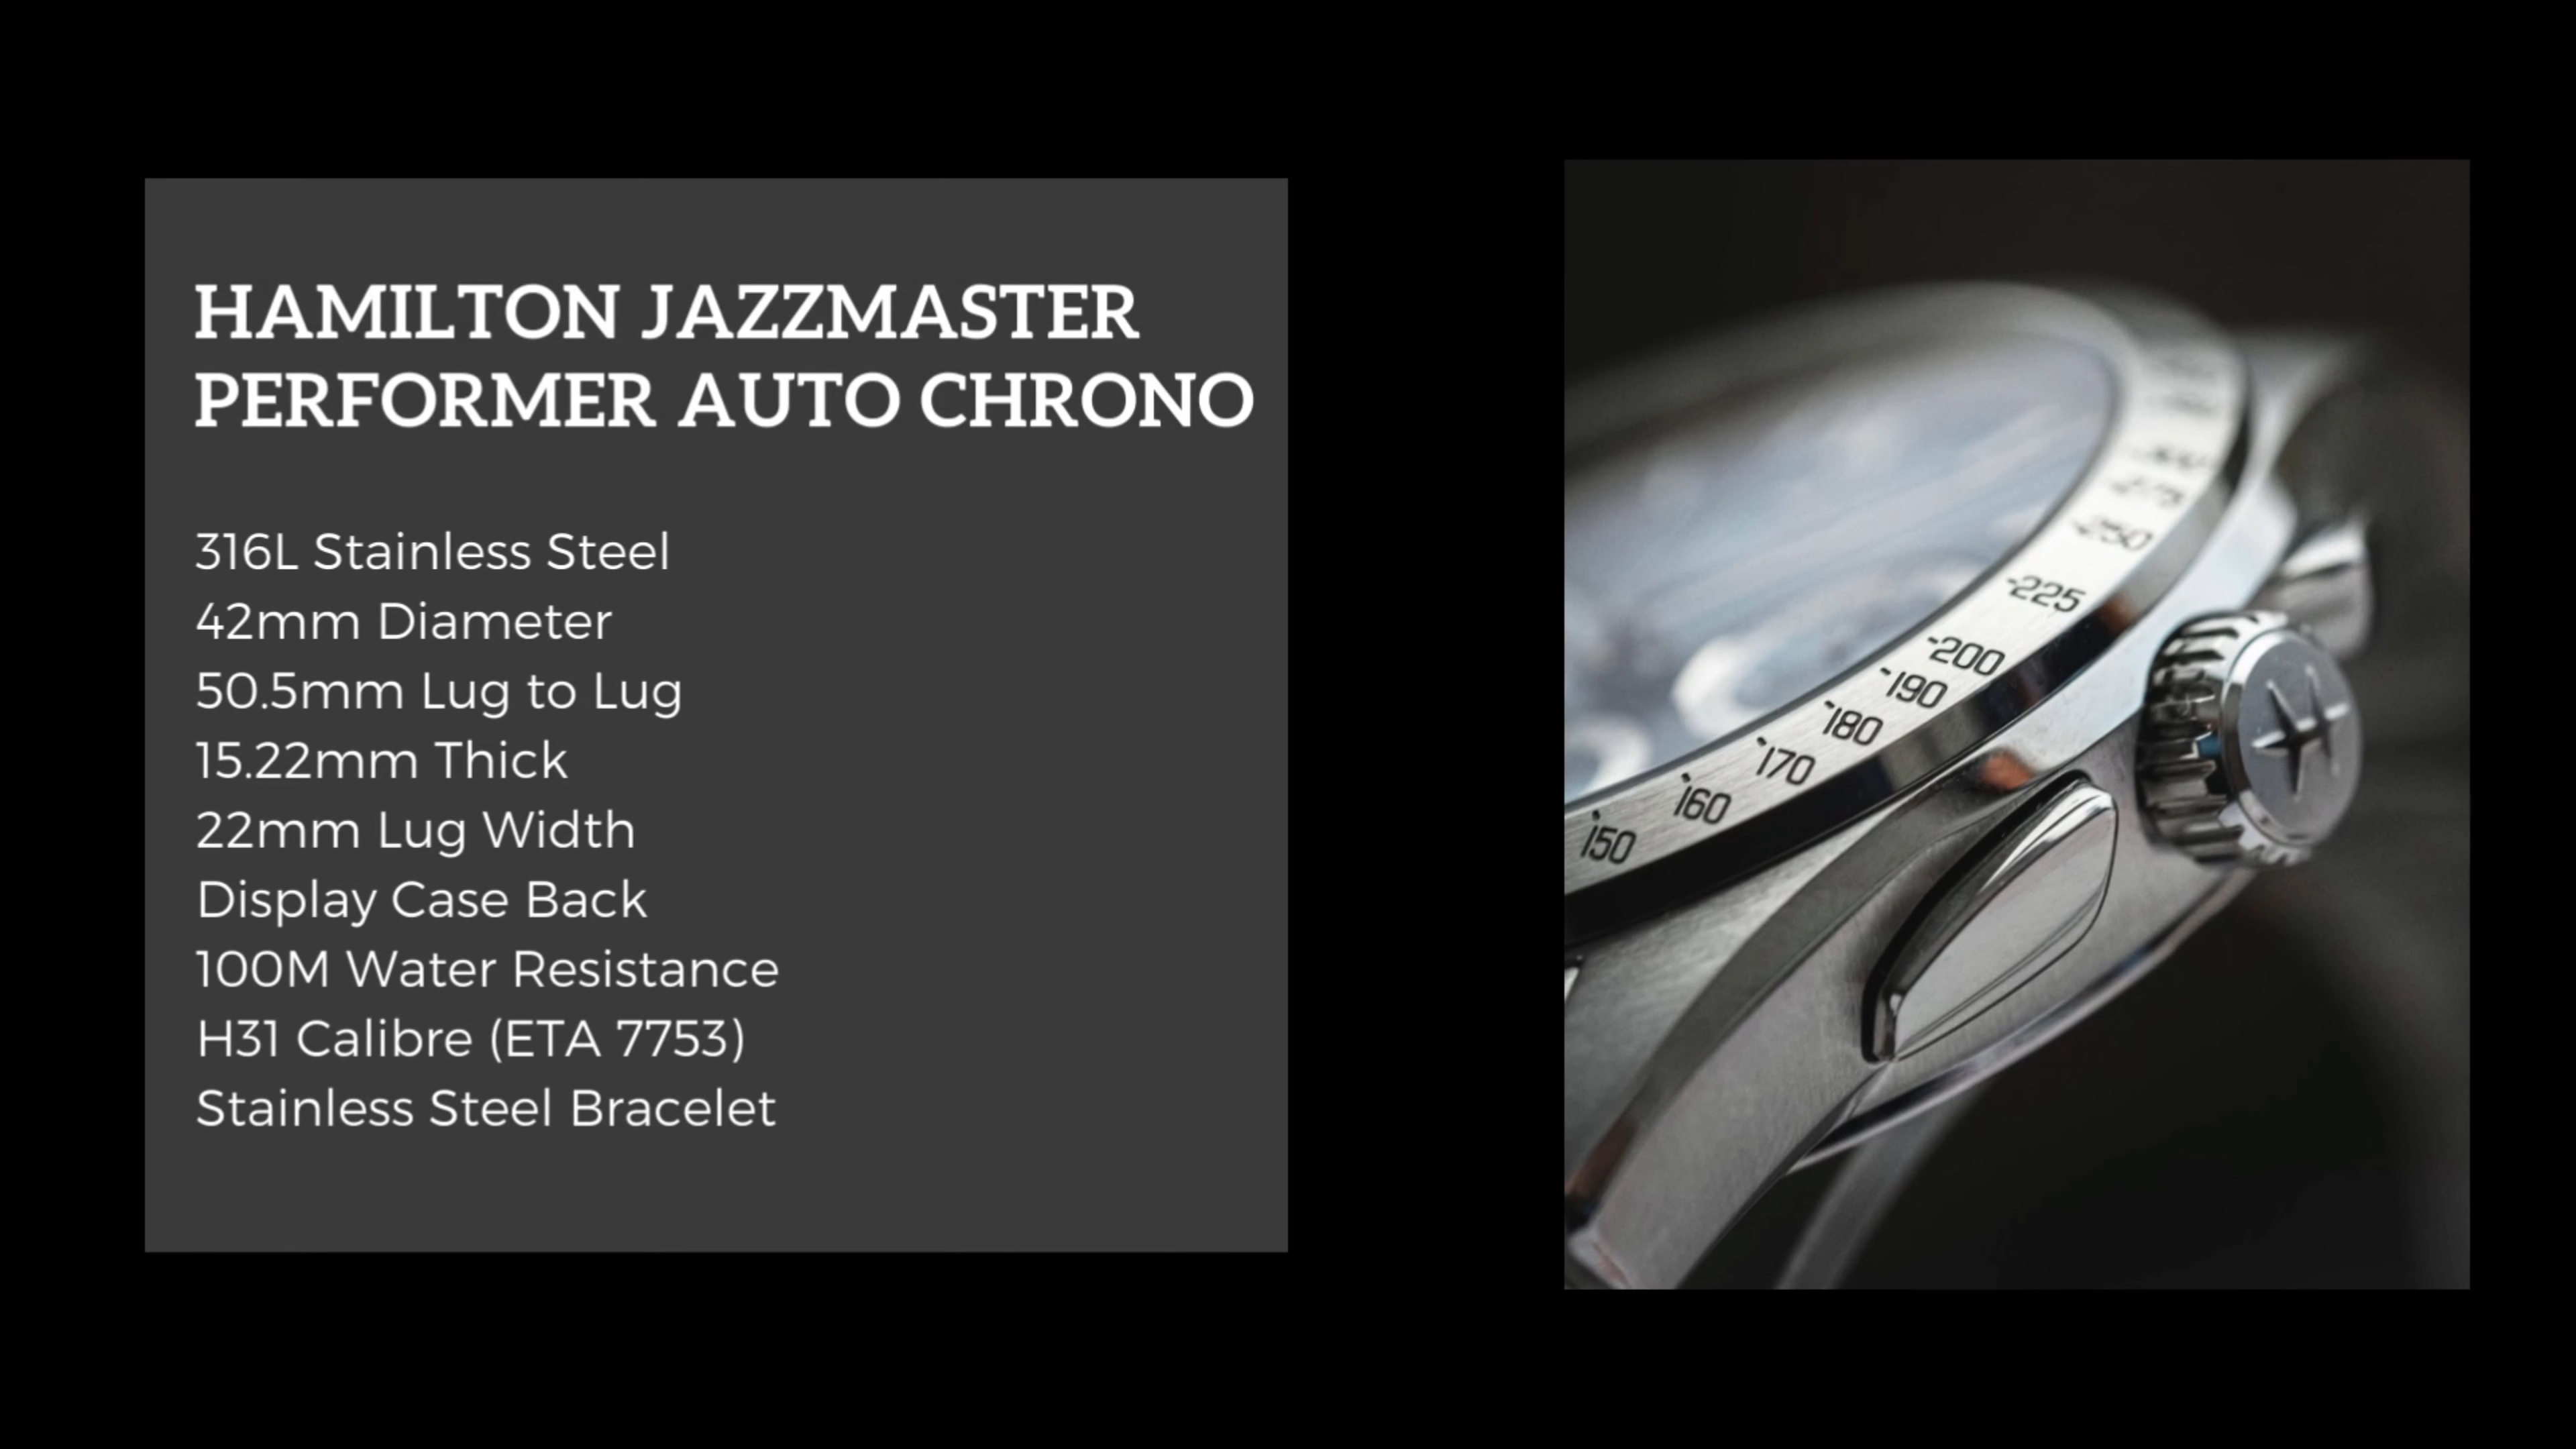 HAMILTON JAZZMASTER
PERFORMER AUTO CHRONO
316L Stainless Steel
42mm Diameter
50.5mm Lug to Lug
15.22mm Thick
22mm Lug Width
Display Case Back
100M Water Resistance
H31 Calibre (ETA 7753)
Stainless Steel Bracelet
-275
-250
-225
-200
-190
180
170
160
150